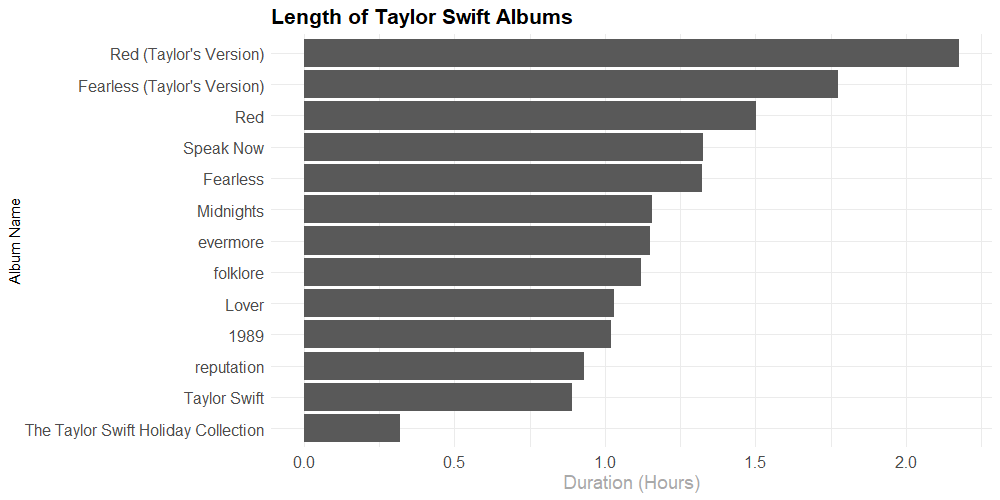 Length of Taylor Swift Albums
Album Name
Red (Taylor's Version)
Fearless (Taylor's Version)
Red
Speak Now
Fearless
Midnights
evermore
folklore
Lover
1989
reputation
Taylor Swift
The Taylor Swift Holiday Collection
0.0 0.5 1.0 1.5 2.0
Duration (Hours)